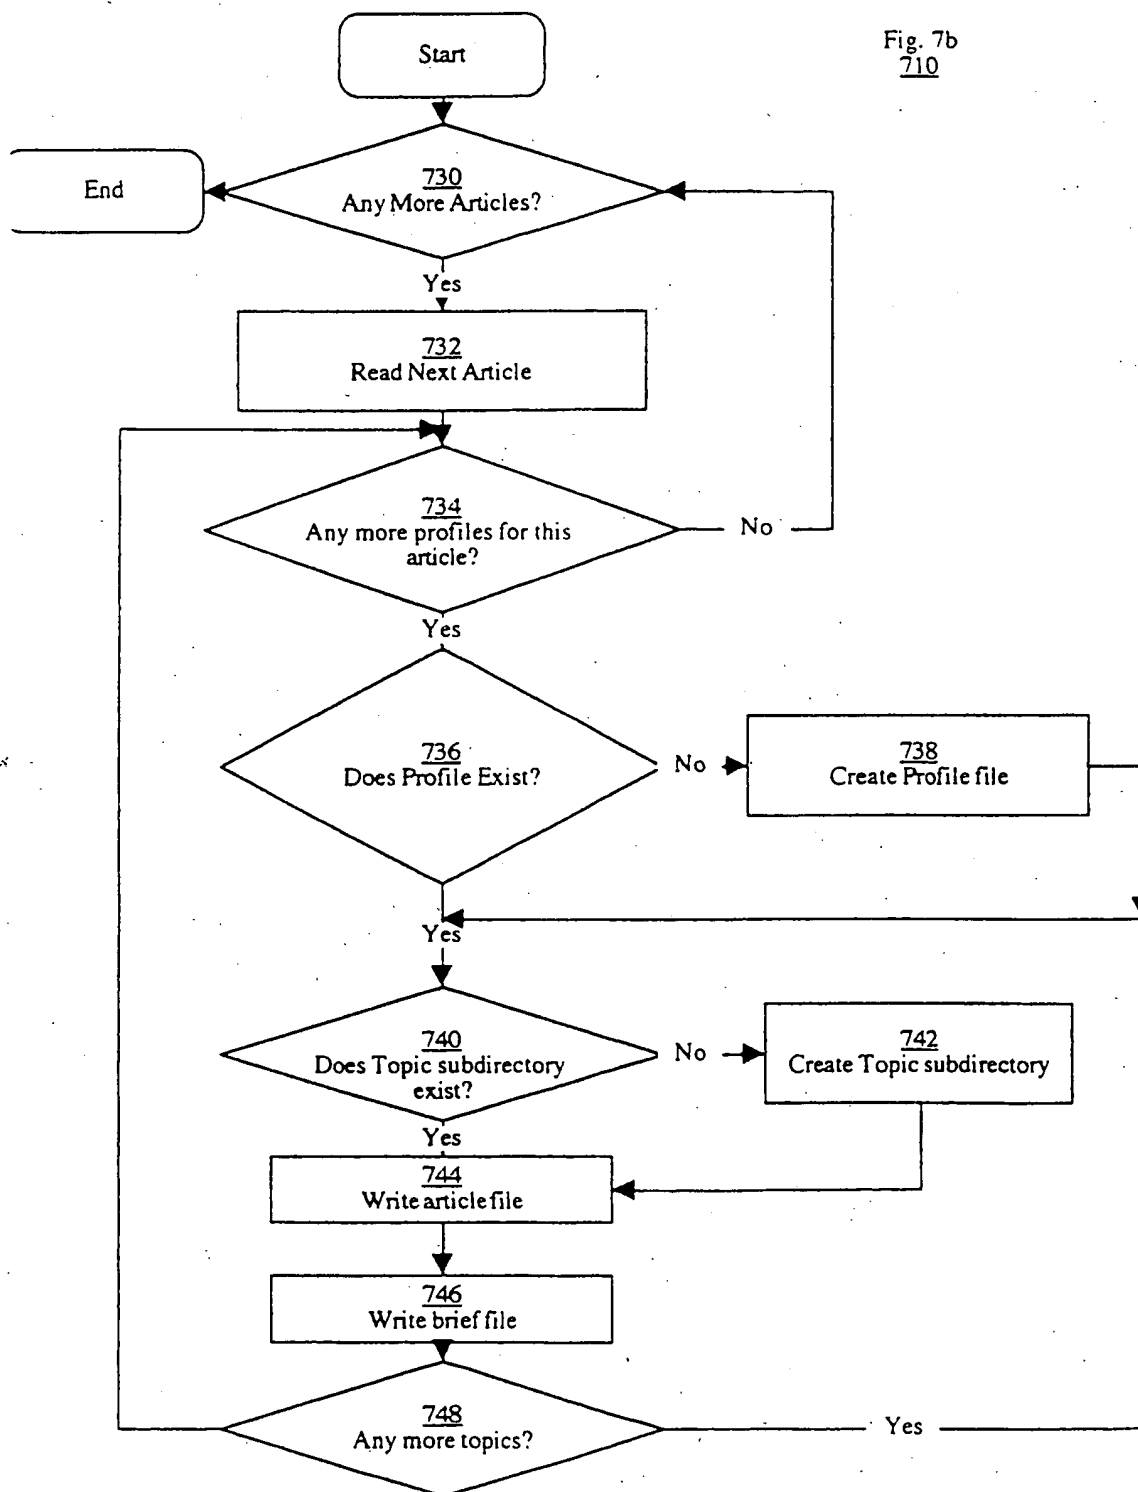 Fig. 7b
710
Start
End
730
Any More Articles?
Yes
732
Read Next Article
734
Any more profiles for this
article?
No
Yes
736
Does Profile Exist?
No
738
Create Profile file
Yes
740
Does Topic subdirectory
exist?
No
742
Create Topic subdirectory
Yes
744
Write article file
746
Write brief file
748
Any more topics?
Yes